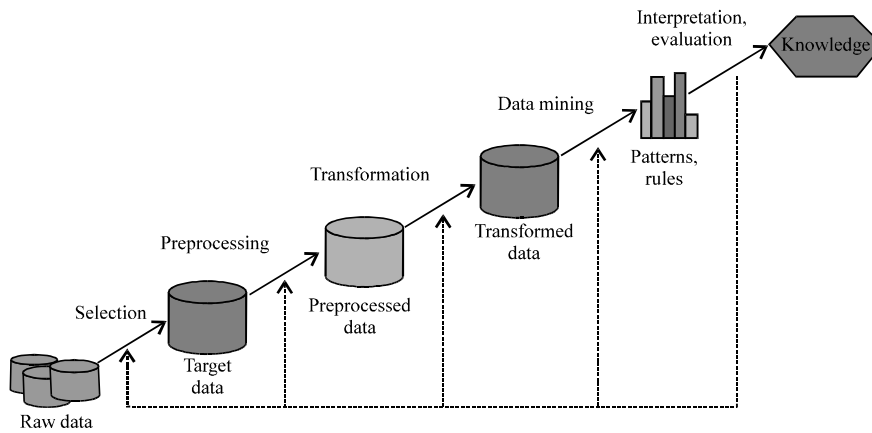 Interpretation,
evaluation
Knowledge
Data mining
Patterns,
rules
Transformation
Transformed
data
Preprocessing
Preprocessed
data
Selection
Target
data
Raw data